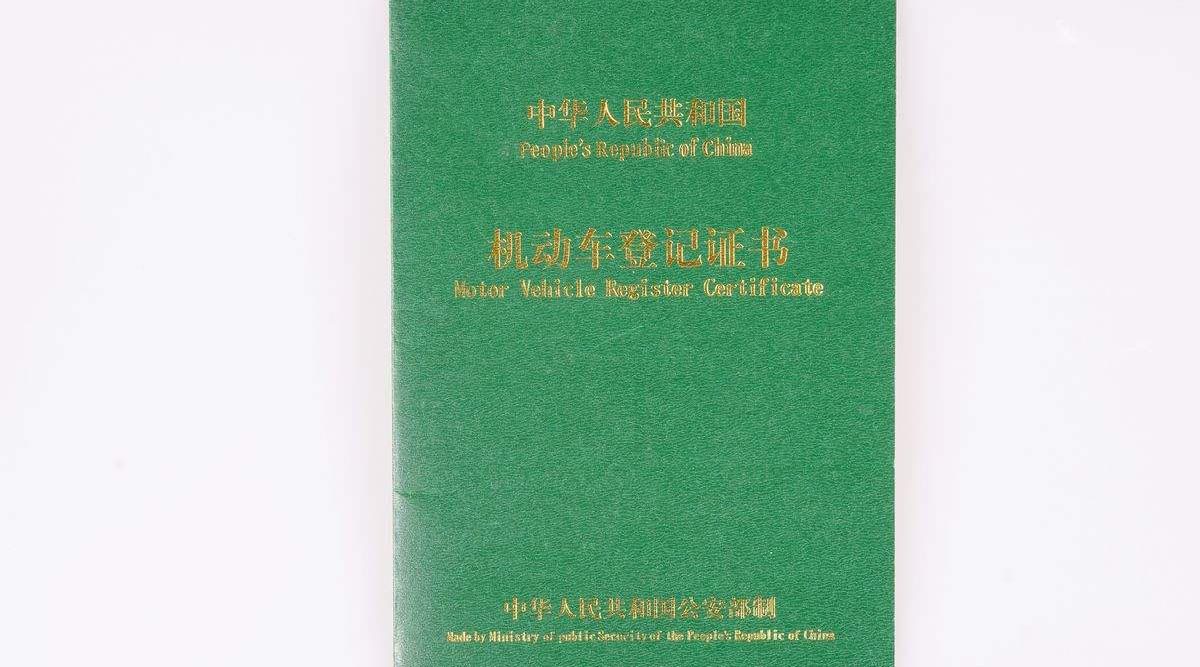 中华人民共和国
People's Republic of China
机动车登记证书
Motor Vehicle Register Certificate
中华人民共和国公安部制
Made by Ministry of public Security of the People's Republic of China